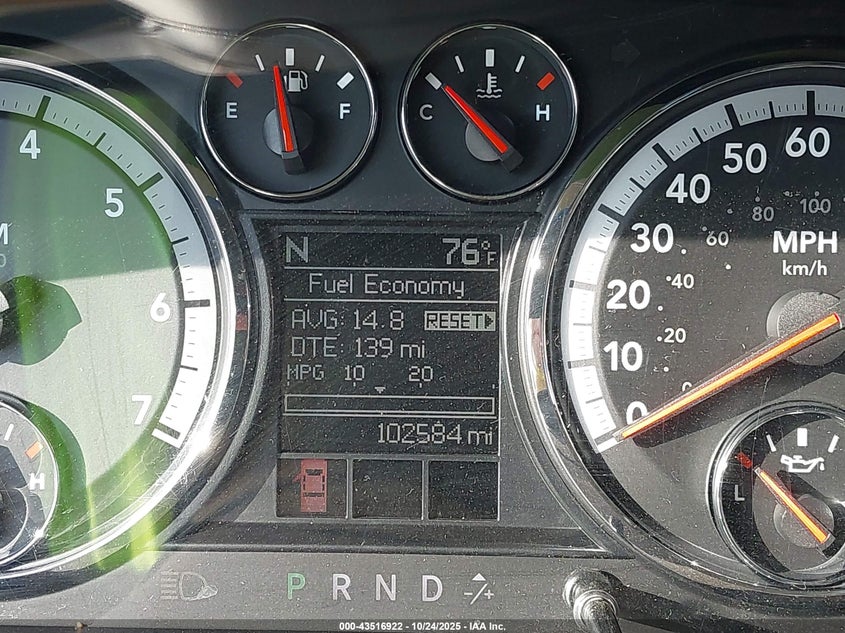 E F
C H
4
5
6
7
H
N 76°F
Fuel Economy
AVG: 14.8 RESET
DTE: 139 mi
MPG 10 20
102584 mi
60
50
40
30
20
10
0
100
80
60
40
20
0
MPH
km/h
L
P R N D -/+
000-43516922 - 10/24/2025 - IAA Inc.